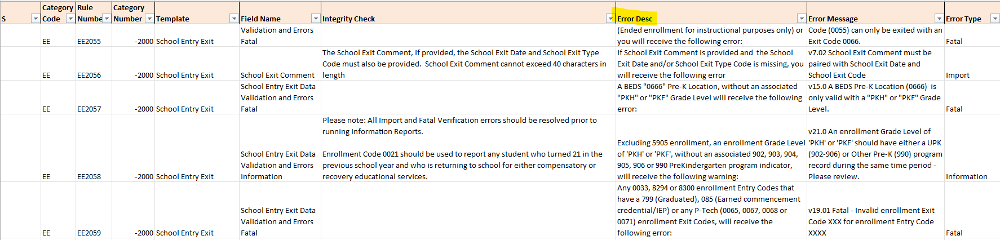 S
Category Code
Rule Numbe
Category Number
Template
Field Name
Integrity Check
Error Desc
Error Message
Error Type
EE
EE2055
-2000
School Entry Exit
Validation and Errors
Fatal
(Ended enrollment for instructional purposes only) or
you will receive the following error:
Code (0055) can only be exited with an
Exit Code 0066.
Fatal
EE
EE2056
-2000
School Entry Exit
School Exit Comment
The School Exit Comment, if provided, the School Exit Date and School Exit Type
Code must also be provided.  School Exit Comment cannot exceed 40 characters in
length
If School Exit Comment is provided and  the School
Exit Date and/or School Exit Type Code is missing, you
will receive the following error
v7.02 School Exit Comment must be
paired with School Exit Date and
School Exit Code
Import
EE
EE2057
-2000
School Entry Exit
School Entry Exit Data
Validation and Errors
Fatal
A BEDS "0666" Pre-K Location, without an associated
"PKH" or "PKF" Grade Level will receive the following
error:
v15.0 A BEDS Pre-K Location (0666)  is
only valid with a "PKH" or "PKF" Grade
Level.
Fatal
EE
EE2058
-2000
School Entry Exit
School Entry Exit Data
Validation and Errors
Information
Please note: All Import and Fatal Verification errors should be resolved prior to
running Information Reports.
Enrollment Code 0021 should be used to report any student who turned 21 in the
previous school year and who is returning to school for either compensatory or
recovery educational services.
Excluding 5905 enrollment, an enrollment Grade Level
of 'PKH' or 'PKF', without an associated 902, 903, 904,
905, 906 or 990 PreKindergarten program indicator,
will receive the following warning:
v21.0 An enrollment Grade Level of
'PKH' or 'PKF' should have either a UPK
(902-906) or Other Pre-K (990) program
record during the same time period -
Please review.
Information
EE
EE2059
-2000
School Entry Exit
School Entry Exit Data
Validation and Errors
Fatal
Any 0033, 8294 or 8300 enrollment Entry Codes that
have a 799 (Graduated), 085 (Earned commencement
credential/IEP) or any P-Tech (0065, 0067, 0068 or
0071) enrollment Exit Codes, will receive the
following error:
v19.01 Fatal - Invalid enrollment Exit
Code XXX for enrollment Entry Code
XXXX
Fatal